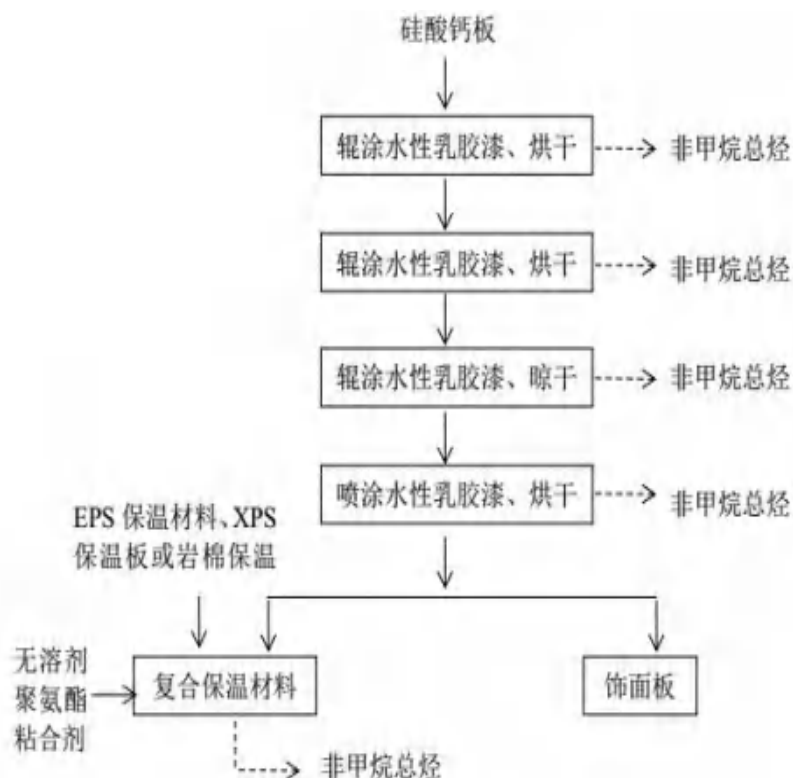 硅酸钙板
辊涂水性乳胶漆、烘干
非甲烷总烃
辊涂水性乳胶漆、烘干
非甲烷总烃
辊涂水性乳胶漆、晾干
非甲烷总烃
喷涂水性乳胶漆、烘干
非甲烷总烃
EPS 保温材料、XPS
保温板或岩棉保温
无溶剂
聚氨酯
粘合剂
复合保温材料
饰面板
非甲烷总烃